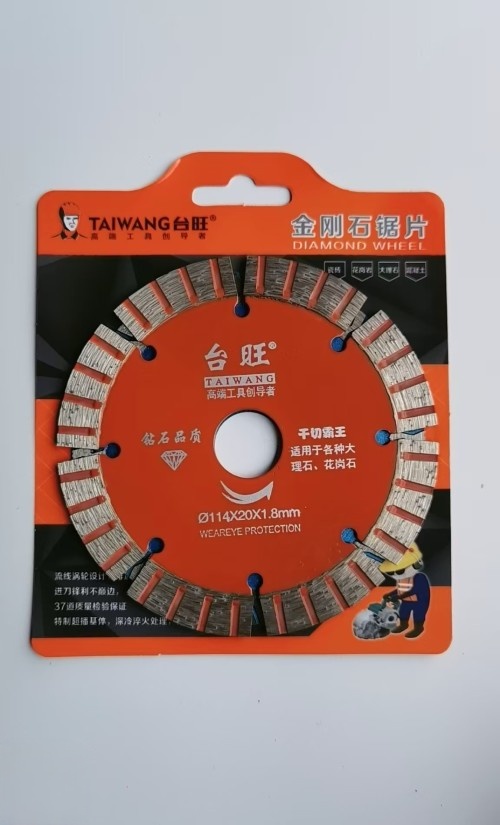 TAIWANG台旺®
高端工具创导者
金刚石锯片
DIAMOND WHEEL
瓷砖 花岗岩 大理石 混凝土
台旺®
TAIWANG
高端工具创导者
钻石品质
干切霸王
适用于各种大
理石、花岗石
Ø114X20X1.8mm
WEAREYE PROTECTION
流线涡轮设计
进刀锋利不崩边,
37道质量检验保证
特制超插基体,深冷淬火处理,